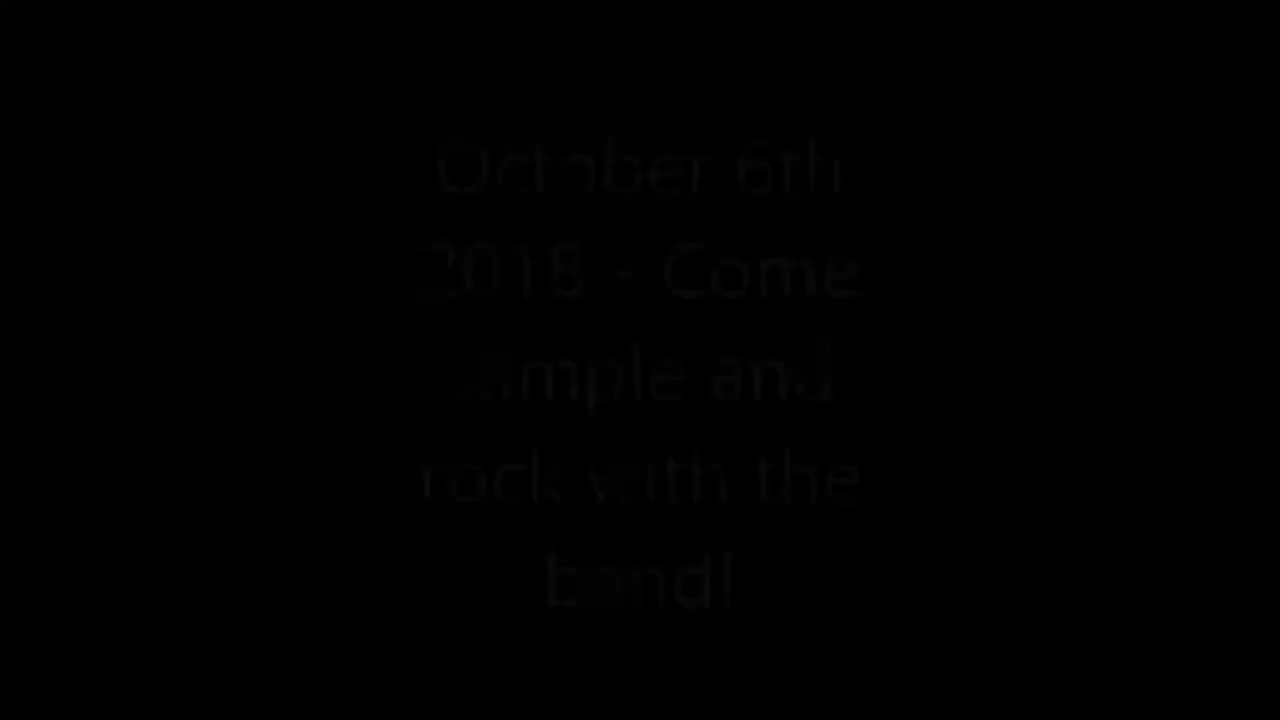 October 6th
2018 - Come
sample and
rock with the
band!